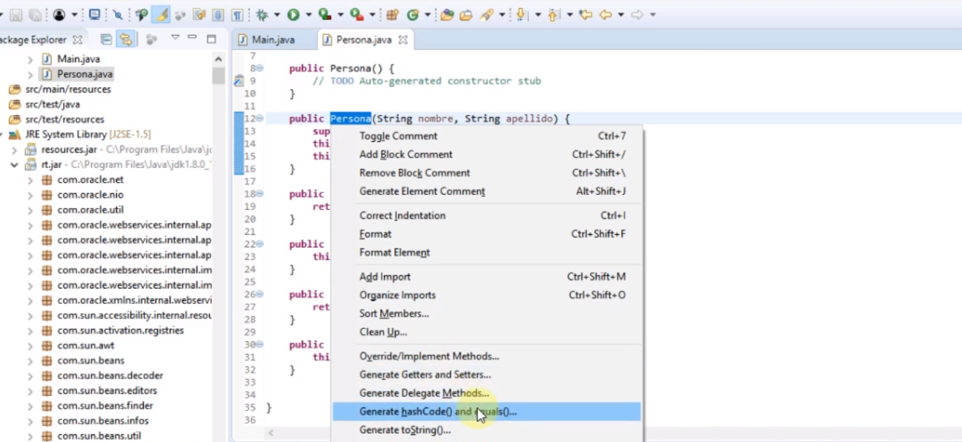 Package Explorer
Main.java
Persona.java
src/main/resources
src/test/java
src/test/resources
JRE System Library [J2SE-1.5]
resources.jar - C:\Program Files\Java\
rt.jar - C:\Program Files\Java\jdk1.8.0_
com.oracle.net
com.oracle.nio
com.oracle.util
com.oracle.webservices.internal.ap
com.oracle.webservices.internal.ap
com.oracle.webservices.internal.im
com.oracle.webservices.internal.im
com.oracle.xmlns.internal.webservi
com.sun.accessibility.internal.resou
com.sun.activation.registries
com.sun.awt
com.sun.beans
com.sun.beans.decoder
com.sun.beans.editors
com.sun.beans.finder
com.sun.beans.infos
com.sun.beans.util
Main.java
Persona.java
7
8 public Persona() {
9 // TODO Auto-generated constructor stub
10 }
11
12 public Persona(String nombre, String apellido) {
13 sup
14 thi
15 thi
16 }
17
18 public
19 ret
20 }
21
22 public
23 thi
24 }
25
26 public
27 ret
28 }
29
30 public
31 thi
32 }
33
34
35 }
36
Toggle Comment Ctrl+7
Add Block Comment Ctrl+Shift+/
Remove Block Comment Ctrl+Shift+\
Generate Element Comment Alt+Shift+J
Correct Indentation Ctrl+I
Format Ctrl+Shift+F
Format Element
Add Import Ctrl+Shift+M
Organize Imports Ctrl+Shift+O
Sort Members...
Clean Up...
Override/Implement Methods...
Generate Getters and Setters...
Generate Delegate Methods...
Generate hashCode() and equals()...
Generate toString()...